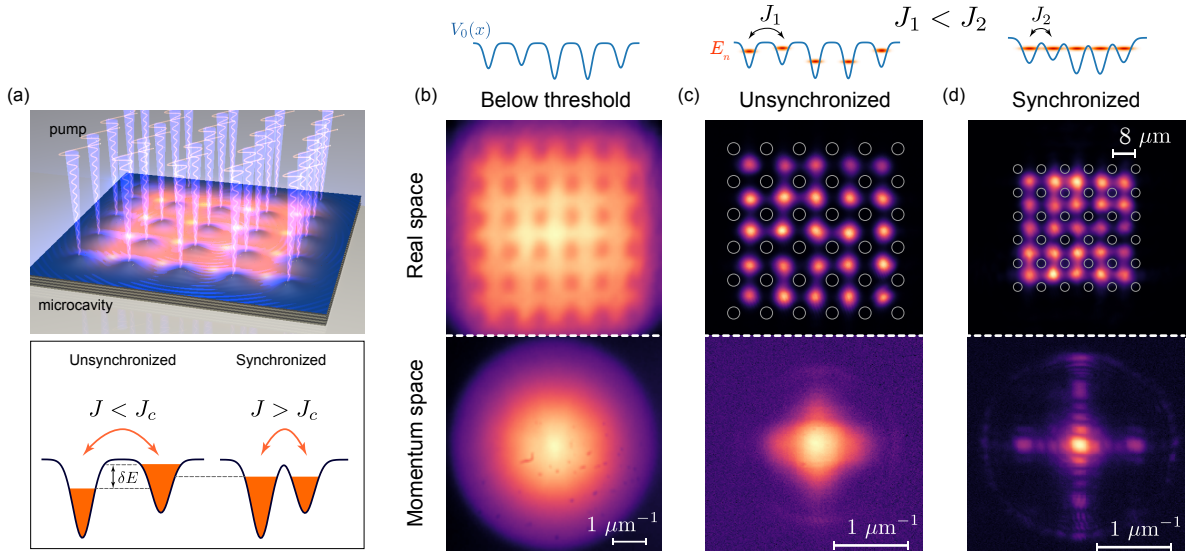 V₀(x)
J₁
J₁ < J₂
J₂
Eₙ
(a)
(b)
Below threshold
(c)
Unsynchronized
(d)
Synchronized
pump
microcavity
Real space
8 μm
Unsynchronized
Synchronized
J < J_c
J > J_c
δE
Momentum space
1 μm⁻¹
1 μm⁻¹
1 μm⁻¹